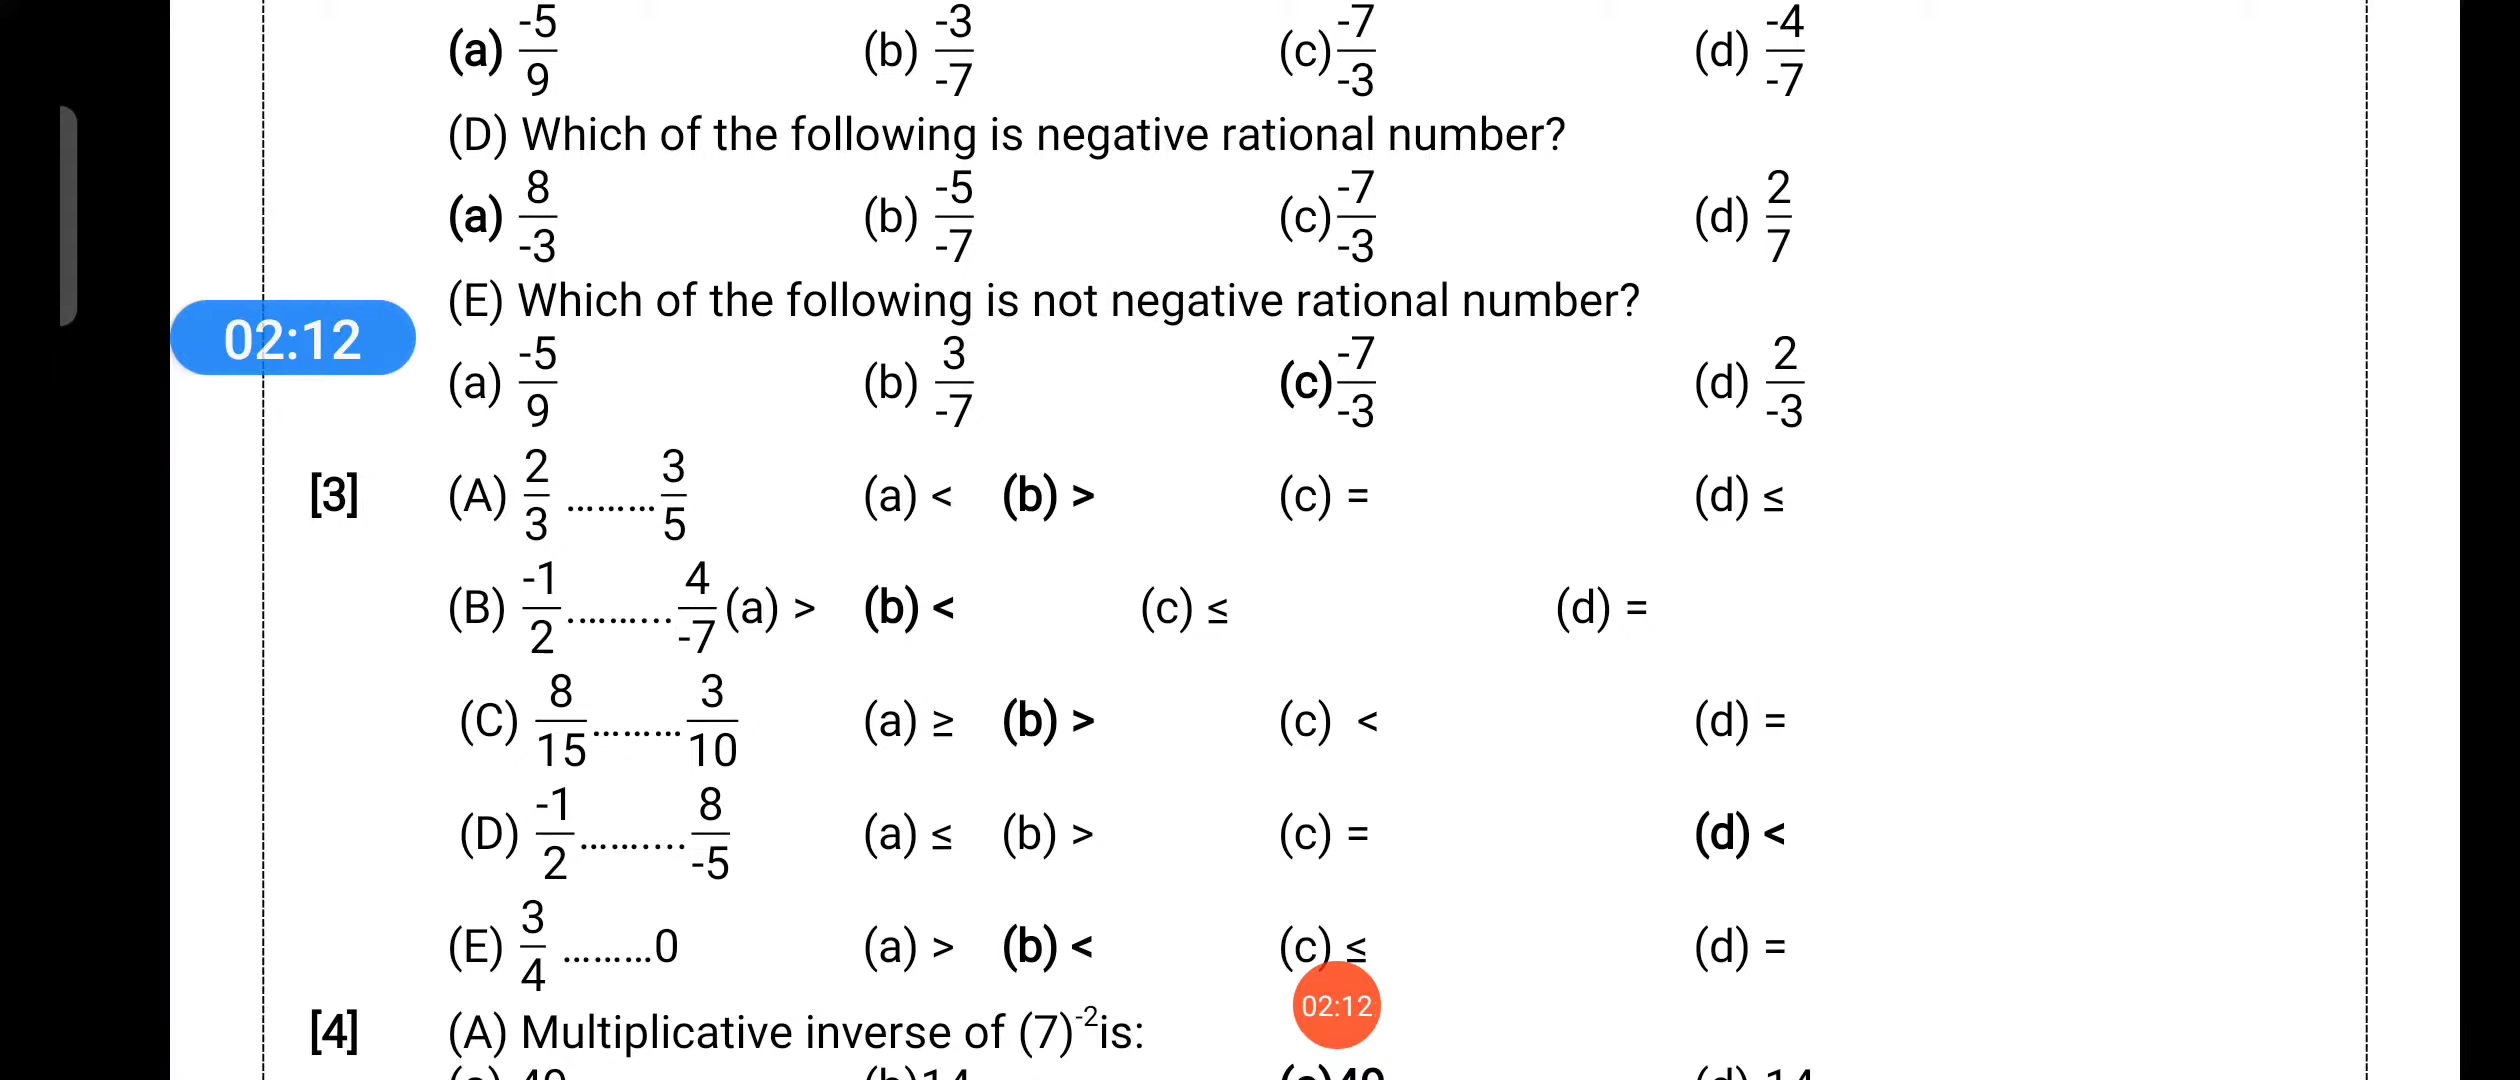 (a) -5/9 (b) -3/-7 (c) -7/-3 (d) -4/-7
(D) Which of the following is negative rational number?
(a) 8/-3 (b) -5/-7 (c) -7/-3 (d) 2/7
(E) Which of the following is not negative rational number?
02:12
(a) -5/9 (b) 3/-7 (c) -7/-3 (d) 2/-3
[3] (A) 2/3 ......... 3/5 (a) < (b) > (c) = (d) ≤
(B) -1/2 .......... 4/-7 (a) > (b) < (c) ≤ (d) =
(C) 8/15 ......... 3/10 (a) ≥ (b) > (c) < (d) =
(D) -1/2 .......... 8/-5 (a) ≤ (b) > (c) = (d) <
(E) 3/4 .........0 (a) > (b) < (c) ≤ (d) =
02:12
[4] (A) Multiplicative inverse of (7)⁻² is: